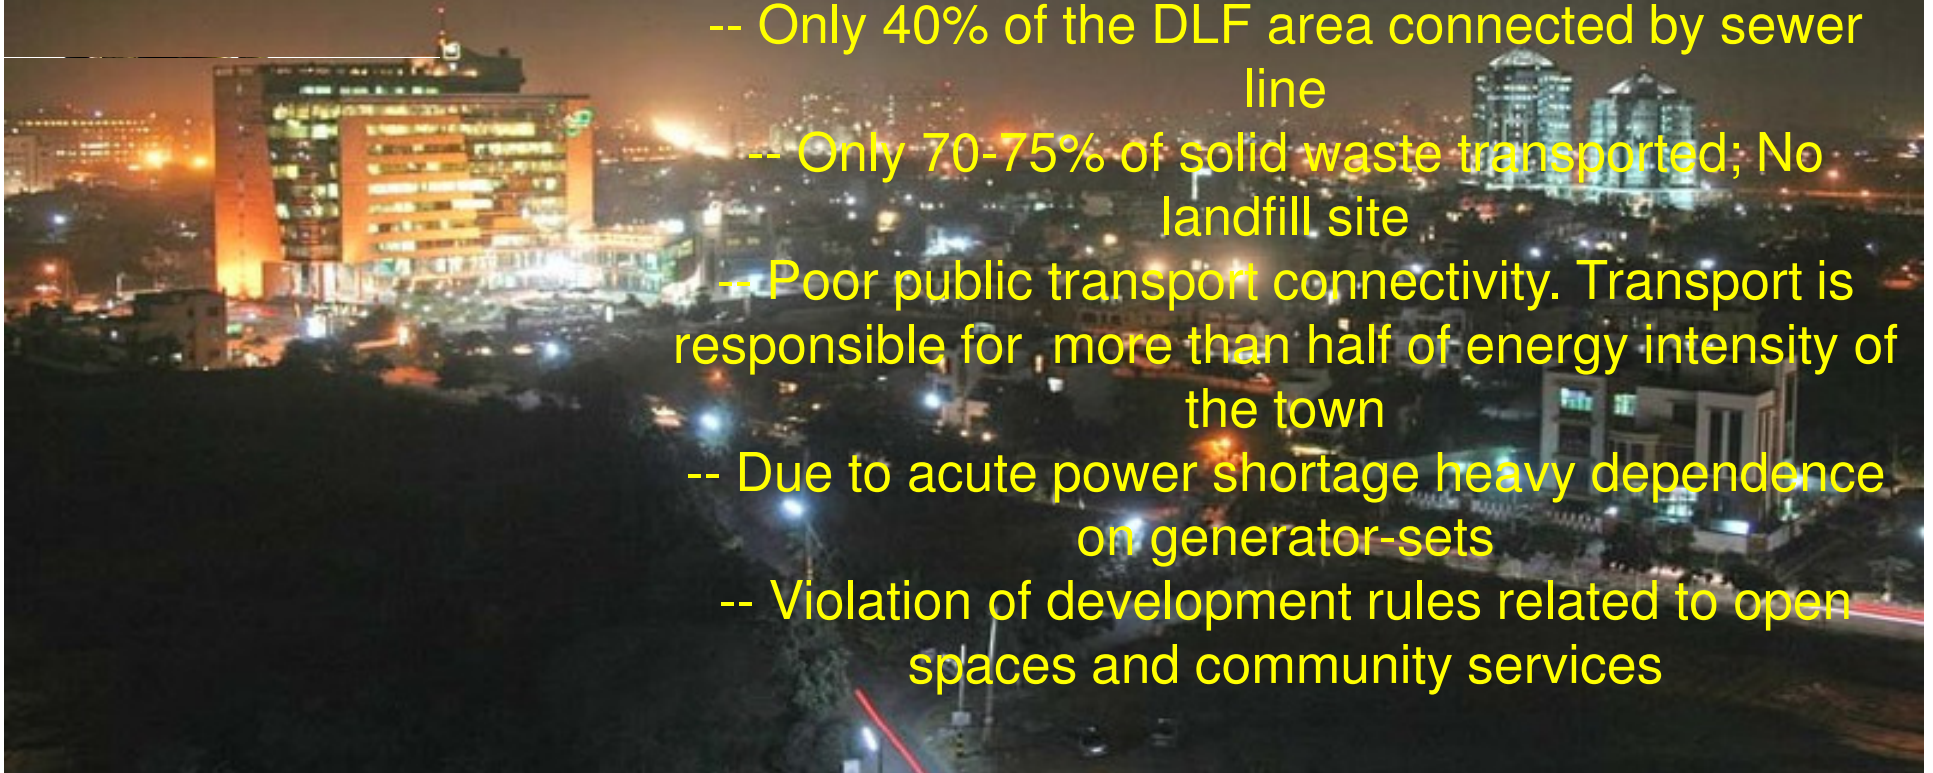 -- Only 40% of the DLF area connected by sewer
line
-- Only 70-75% of solid waste transported; No
landfill site
-- Poor public transport connectivity. Transport is
responsible for  more than half of energy intensity of
the town
-- Due to acute power shortage heavy dependence
on generator-sets
-- Violation of development rules related to open
spaces and community services